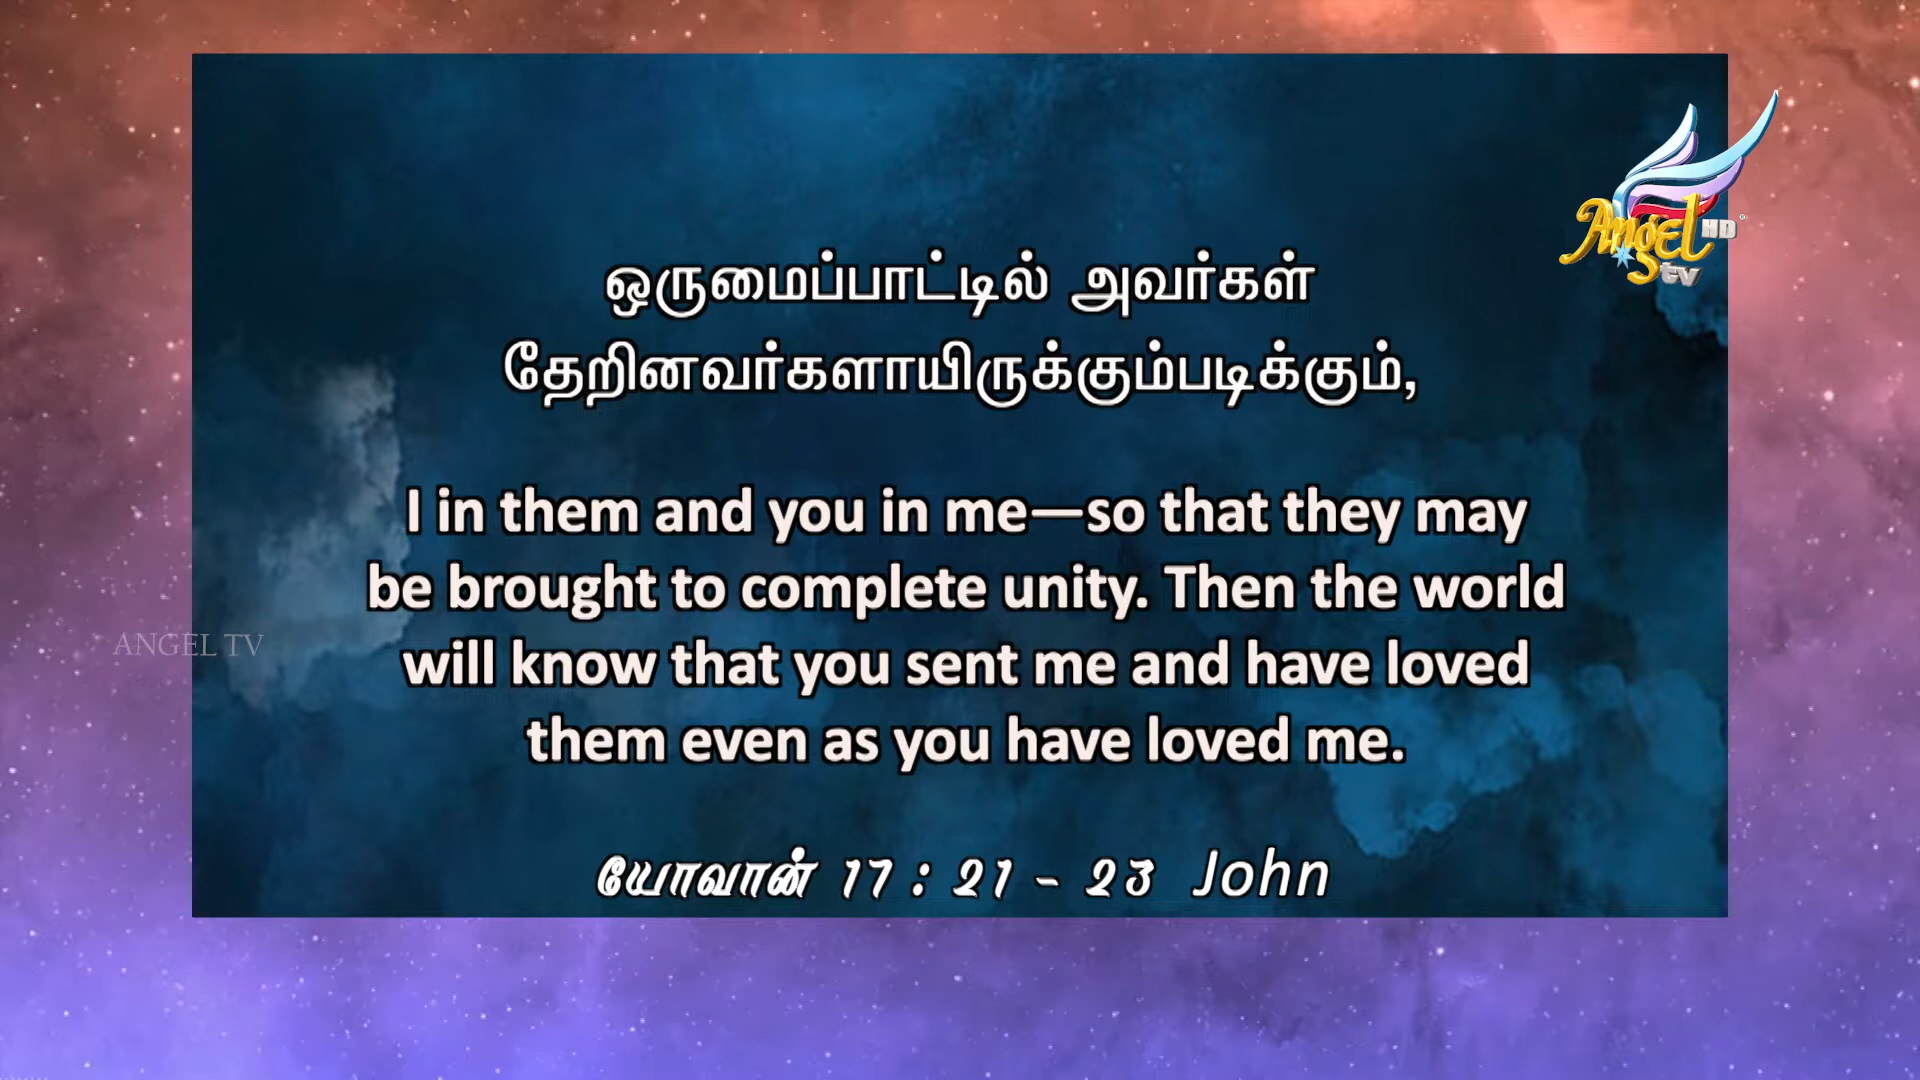 Angel HD
tv
ஒருமைப்பாட்டில் அவர்கள்
தேறினவர்களாயிருக்கும்படிக்கும்,
I in them and you in me—so that they may
be brought to complete unity. Then the world
will know that you sent me and have loved
them even as you have loved me.
ANGEL TV
யோவான் 17 : 21 - 23 John